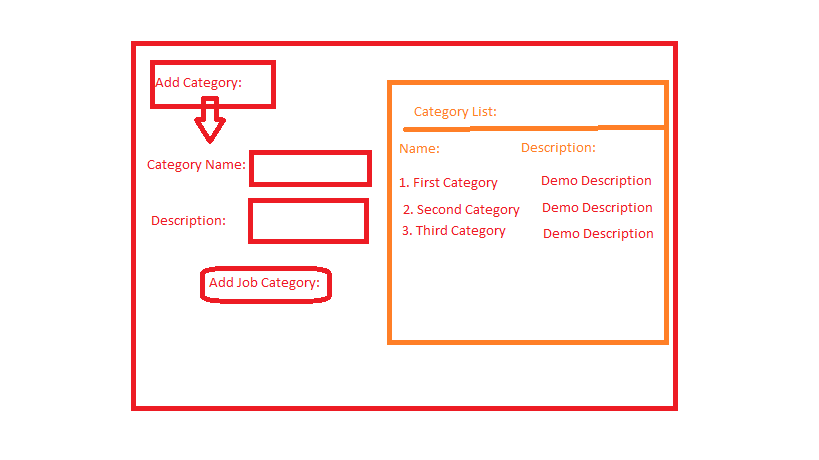 Add Category:
Category Name:
Description:
Add Job Category:
Category List:
Name: Description:
1. First Category Demo Description
2. Second Category Demo Description
3. Third Category Demo Description